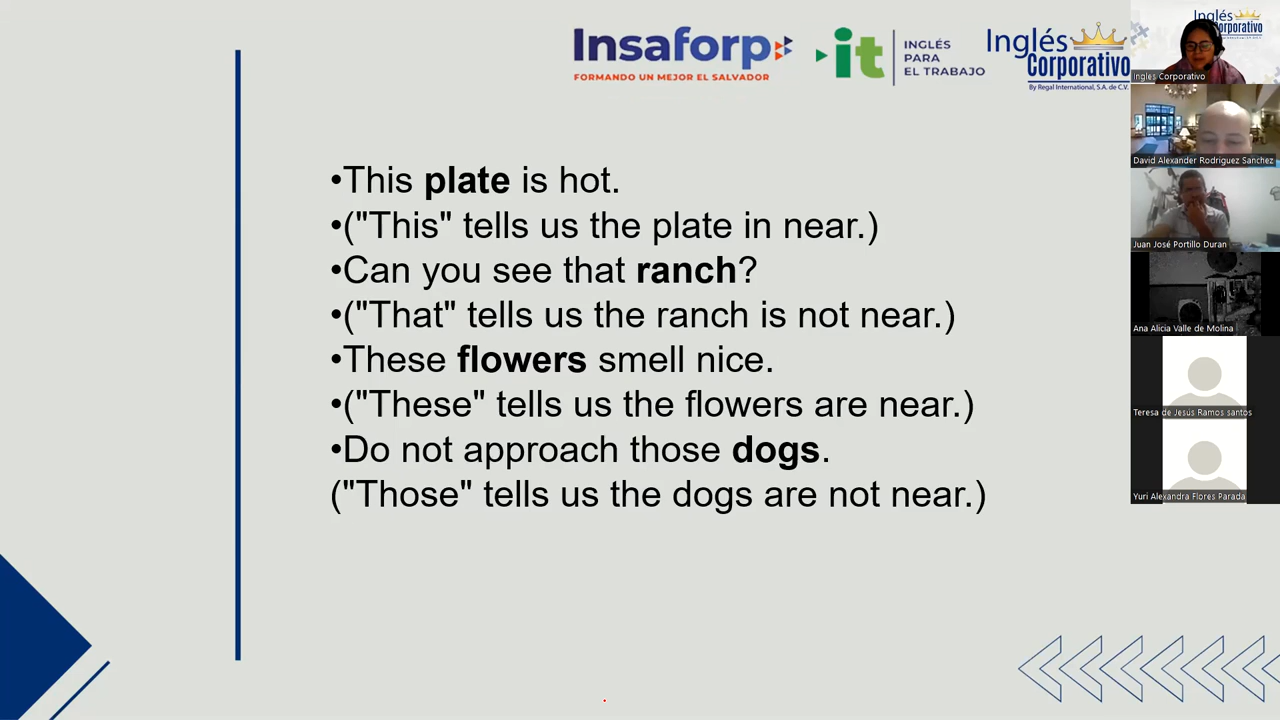 Insaforp
FORMANDO UN MEJOR EL SALVADOR
it
INGLÉS
PARA
EL TRABAJO
Inglés
Corporativo
By Regal International, S.A. de C.V.
•This plate is hot.
•("This" tells us the plate in near.)
•Can you see that ranch?
•("That" tells us the ranch is not near.)
•These flowers smell nice.
•("These" tells us the flowers are near.)
•Do not approach those dogs.
("Those" tells us the dogs are not near.)
Inglés
Corporativo
Ingles Corporativo
David Alexander Rodriguez Sanchez
Juan José Portillo Duran
Ana Alicia Valle de Molina
Teresa de Jesús Ramos santos
Yuri Alexandra Flores Parada